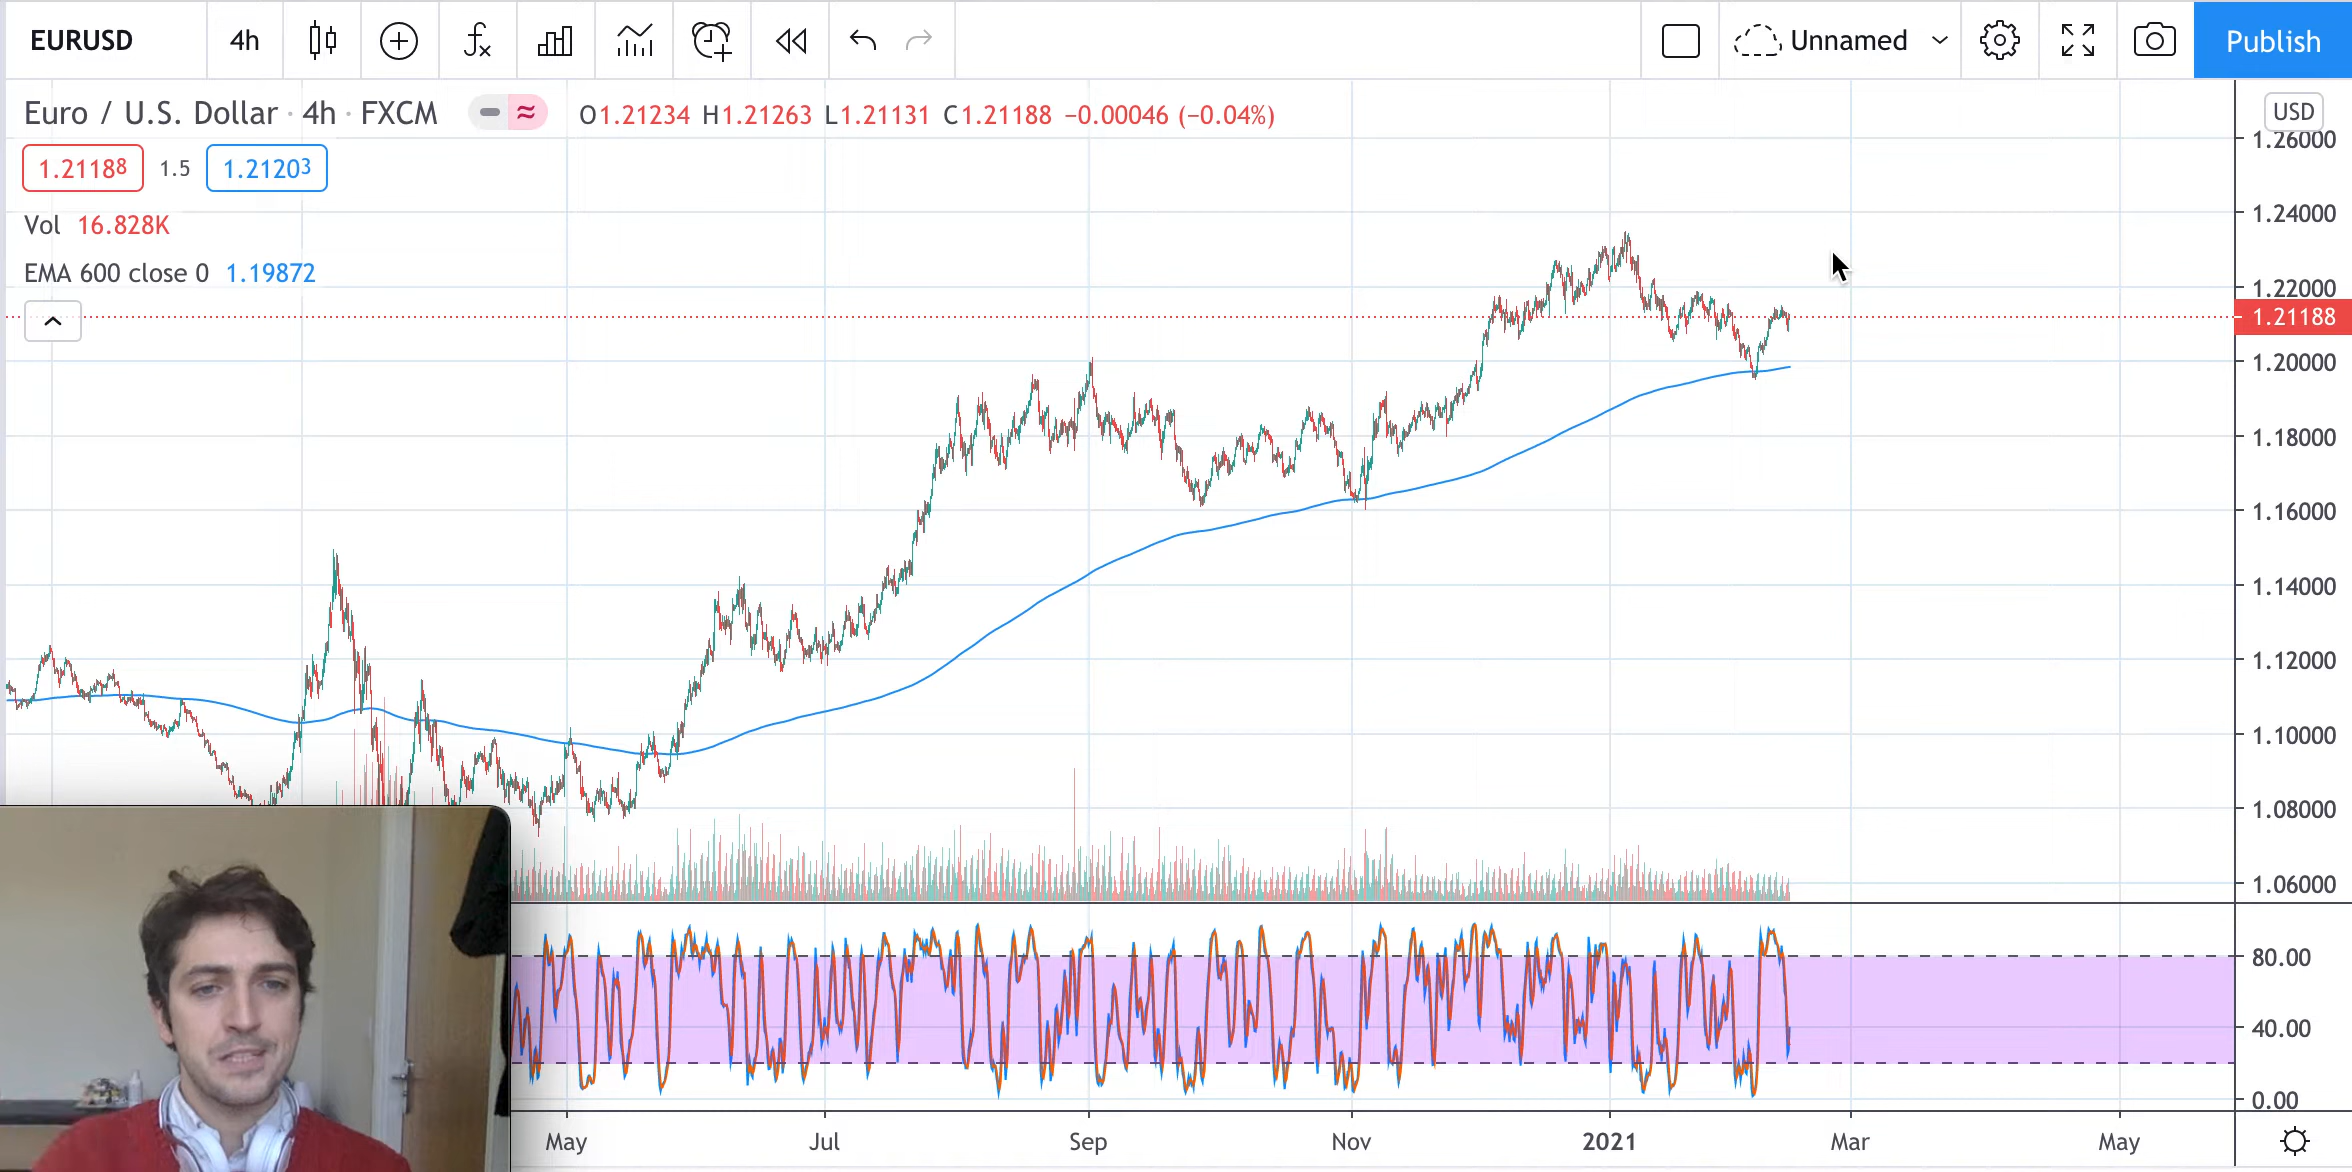 EURUSD 4h Unnamed Publish
Euro / U.S. Dollar · 4h · FXCM O1.21234 H1.21263 L1.21131 C1.21188 −0.00046 (−0.04%)
USD
1.21188 1.5 1.21203
Vol 16.828K
EMA 600 close 0 1.19872
1.26000
1.24000
1.22000
1.21188
1.20000
1.18000
1.16000
1.14000
1.12000
1.10000
1.08000
1.06000
80.00
40.00
0.00
May Jul Sep Nov 2021 Mar May